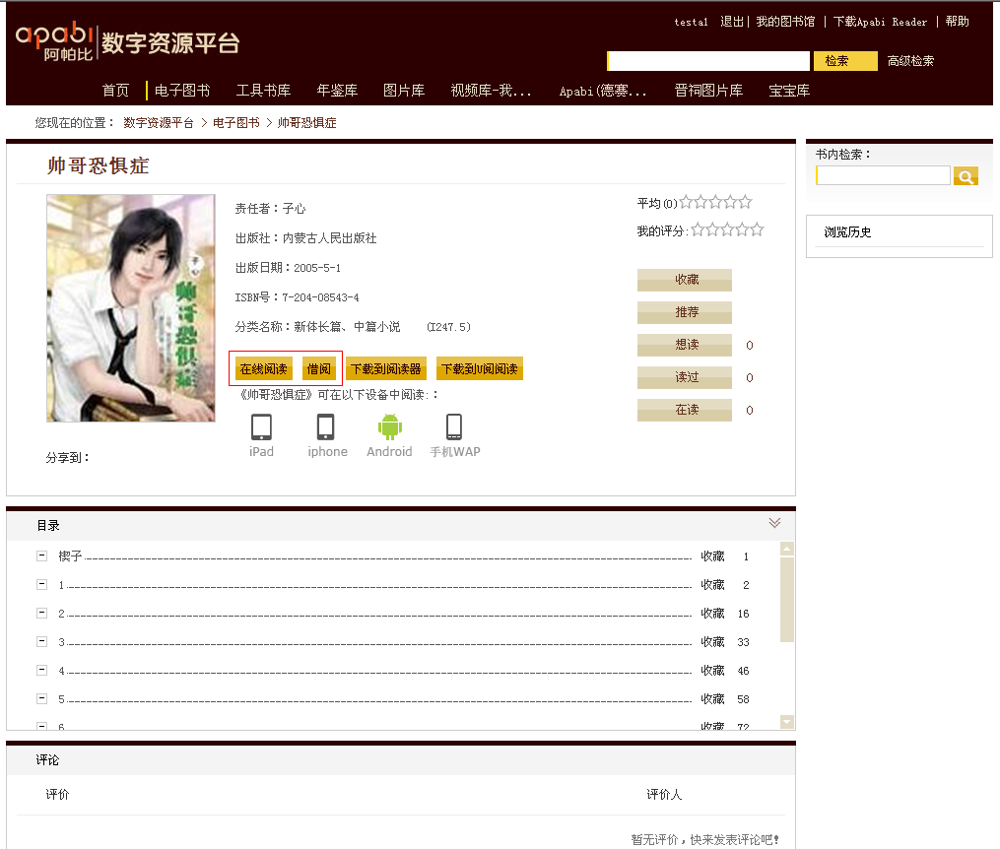 testa1 退出| 我的图书馆 | 下载Apabi Reader | 帮助
apabi 阿帕比 数字资源平台
检索 高级检索
首页 电子图书 工具书库 年鉴库 图片库 视频库-我... Apabi(德赛... 晋祠图片库 宝宝库
您现在的位置： 数字资源平台 > 电子图书 > 帅哥恐惧症
帅哥恐惧症
书内检索：
浏览历史
责任者：子心
出版社：内蒙古人民出版社
出版日期：2005-5-1
ISBN号：7-204-08543-4
分类名称：新体长篇、中篇小说 (I247.5)
平均(0)
我的评分:
收藏
推荐
想读 0
读过 0
在读 0
子心
帅哥恐惧症
在线阅读 借阅 下载到阅读器 下载到U阅阅读
《帅哥恐惧症》可在以下设备中阅读:：
iPad iphone Android 手机WAP
分享到：
目录
楔子 收藏 1
1 收藏 2
2 收藏 16
3 收藏 33
4 收藏 46
5 收藏 58
6 收藏 72
评论
评价 评价人
暂无评价，快来发表评论吧!